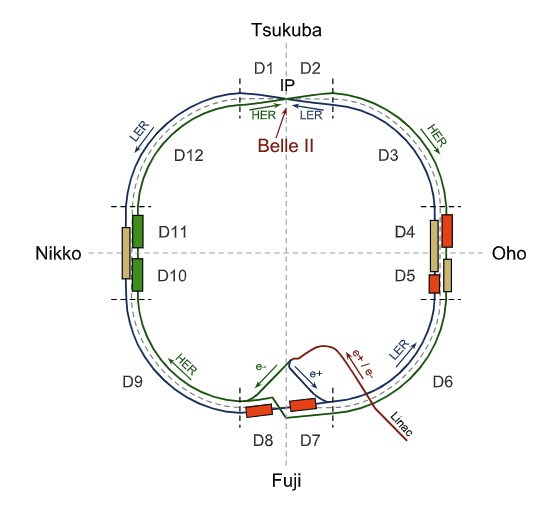 Tsukuba
D1
D2
IP
HER
LER
Belle II
LER
HER
D12
D3
D11
D4
Nikko
Oho
D10
D5
HER
e-
e+
e+ / e-
LER
D9
D6
Linac
D8
D7
Fuji